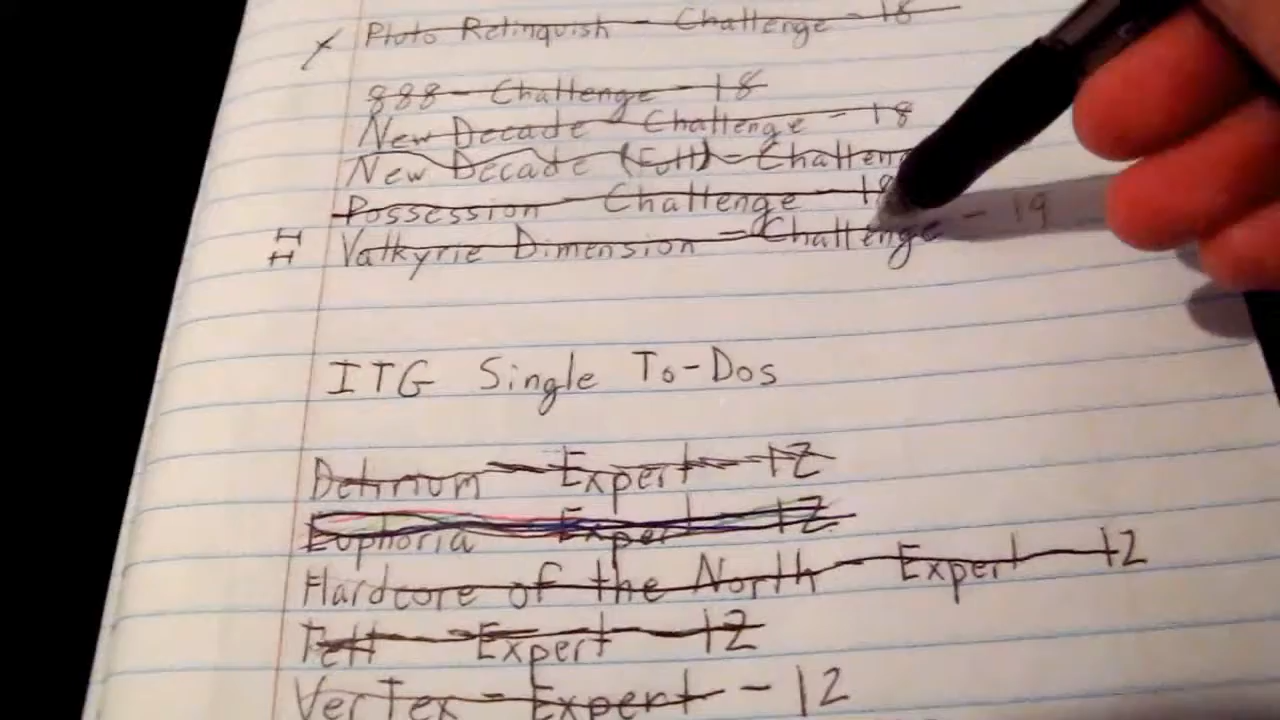 X Pluto Relinquish - Challenge - 18
888 - Challenge - 18
New Decade - Challenge - 18
New Decade (Full) - Challeng
Possession - Challenge - 18
Valkyrie Dimension - Challenge - 19
ITG Single To-Dos
Delirium - Expert - 12
Euphoria - Expert - 12
Hardcore of the North - Expert - 12
Pell - Expert - 12
VerTex - Expert - 12